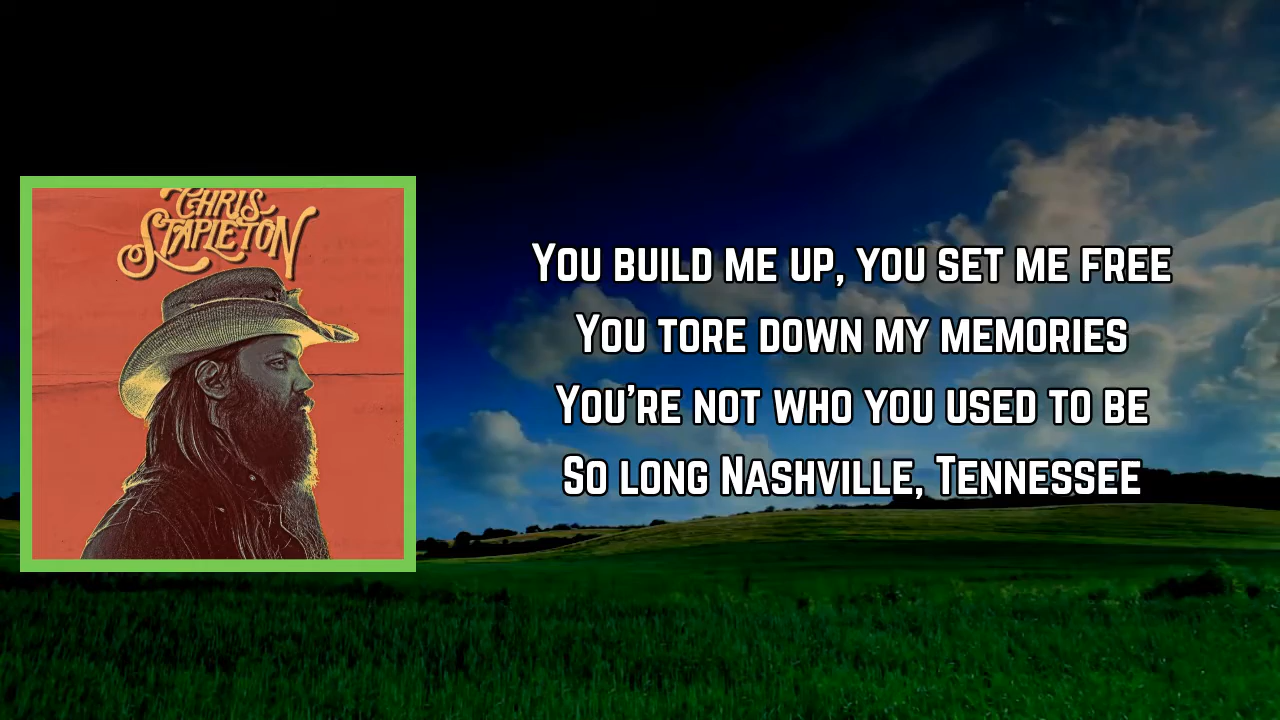 CHRIS
STAPLETON
You build me up, you set me free
You tore down my memories
You're not who you used to be
So long Nashville, Tennessee